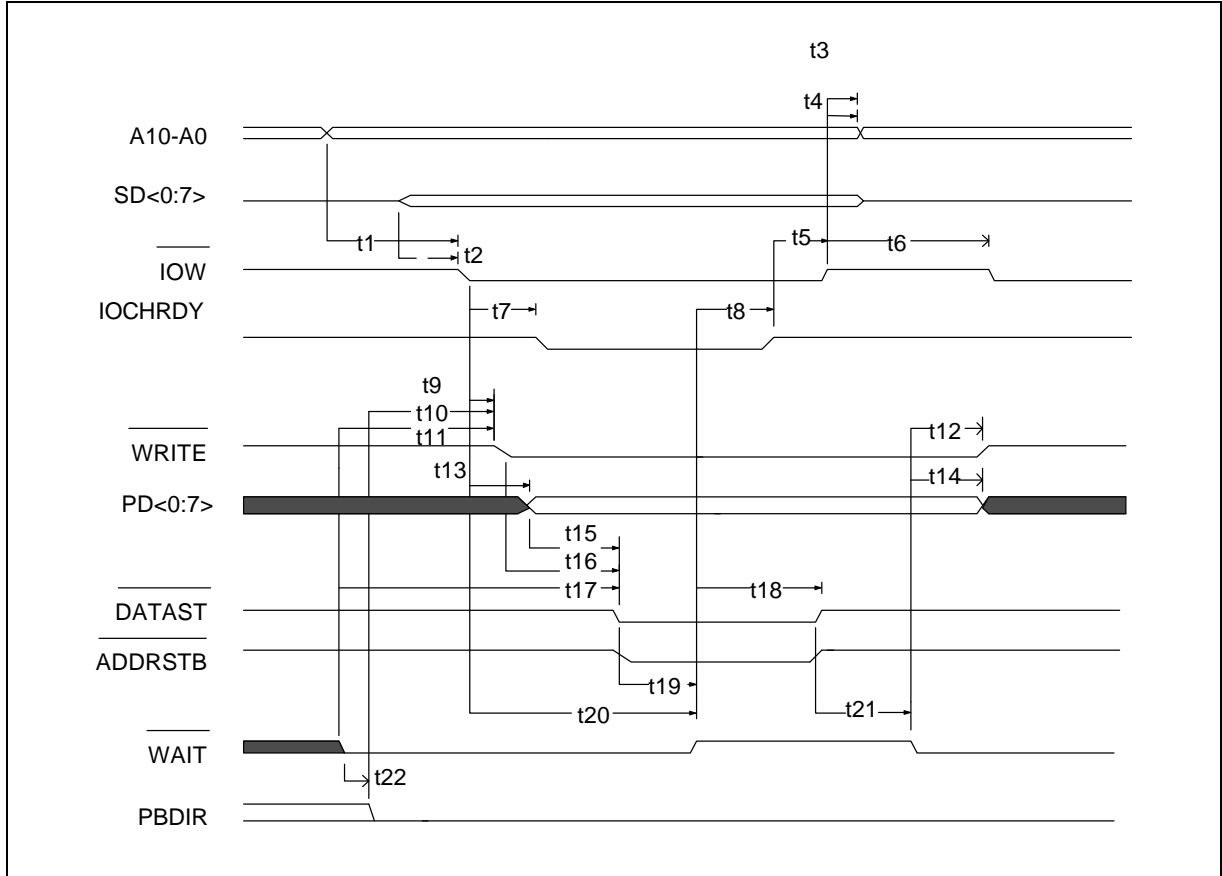 t3
t4
A10-A0
SD<0:7>
t1
t2
t5
t6
IOW
IOCHRDY
t7
t8
t9
t10
t11
t12
WRITE
t13
t14
PD<0:7>
t15
t16
t17
t18
DATAST
ADDRSTB
t19
t20
t21
WAIT
t22
PBDIR